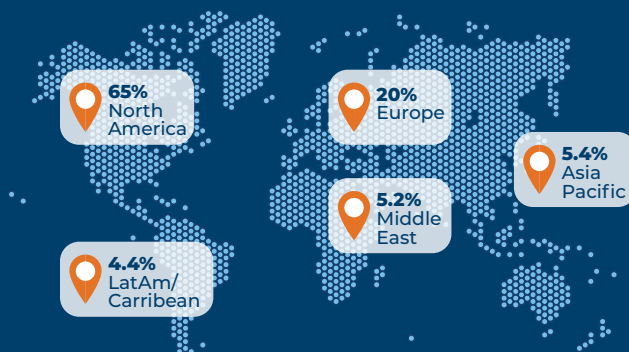 65%
North
America
20%
Europe
5.4%
Asia
Pacific
5.2%
Middle
East
4.4%
LatAm/
Carribean